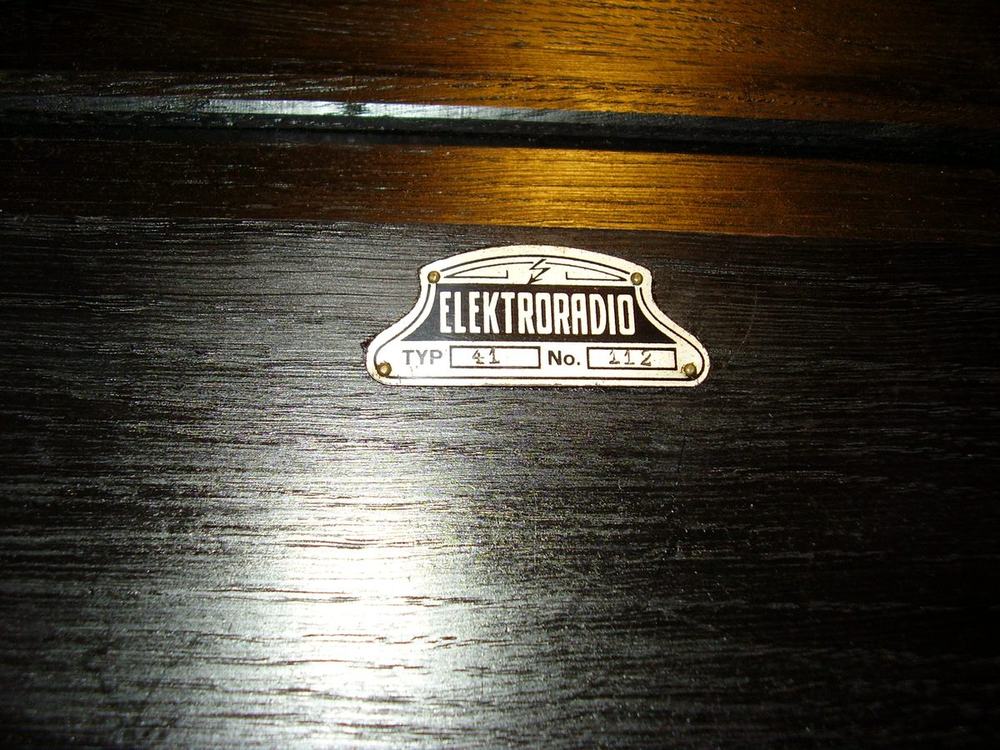 ELEKTRORADIO
TYP 41 No. 112